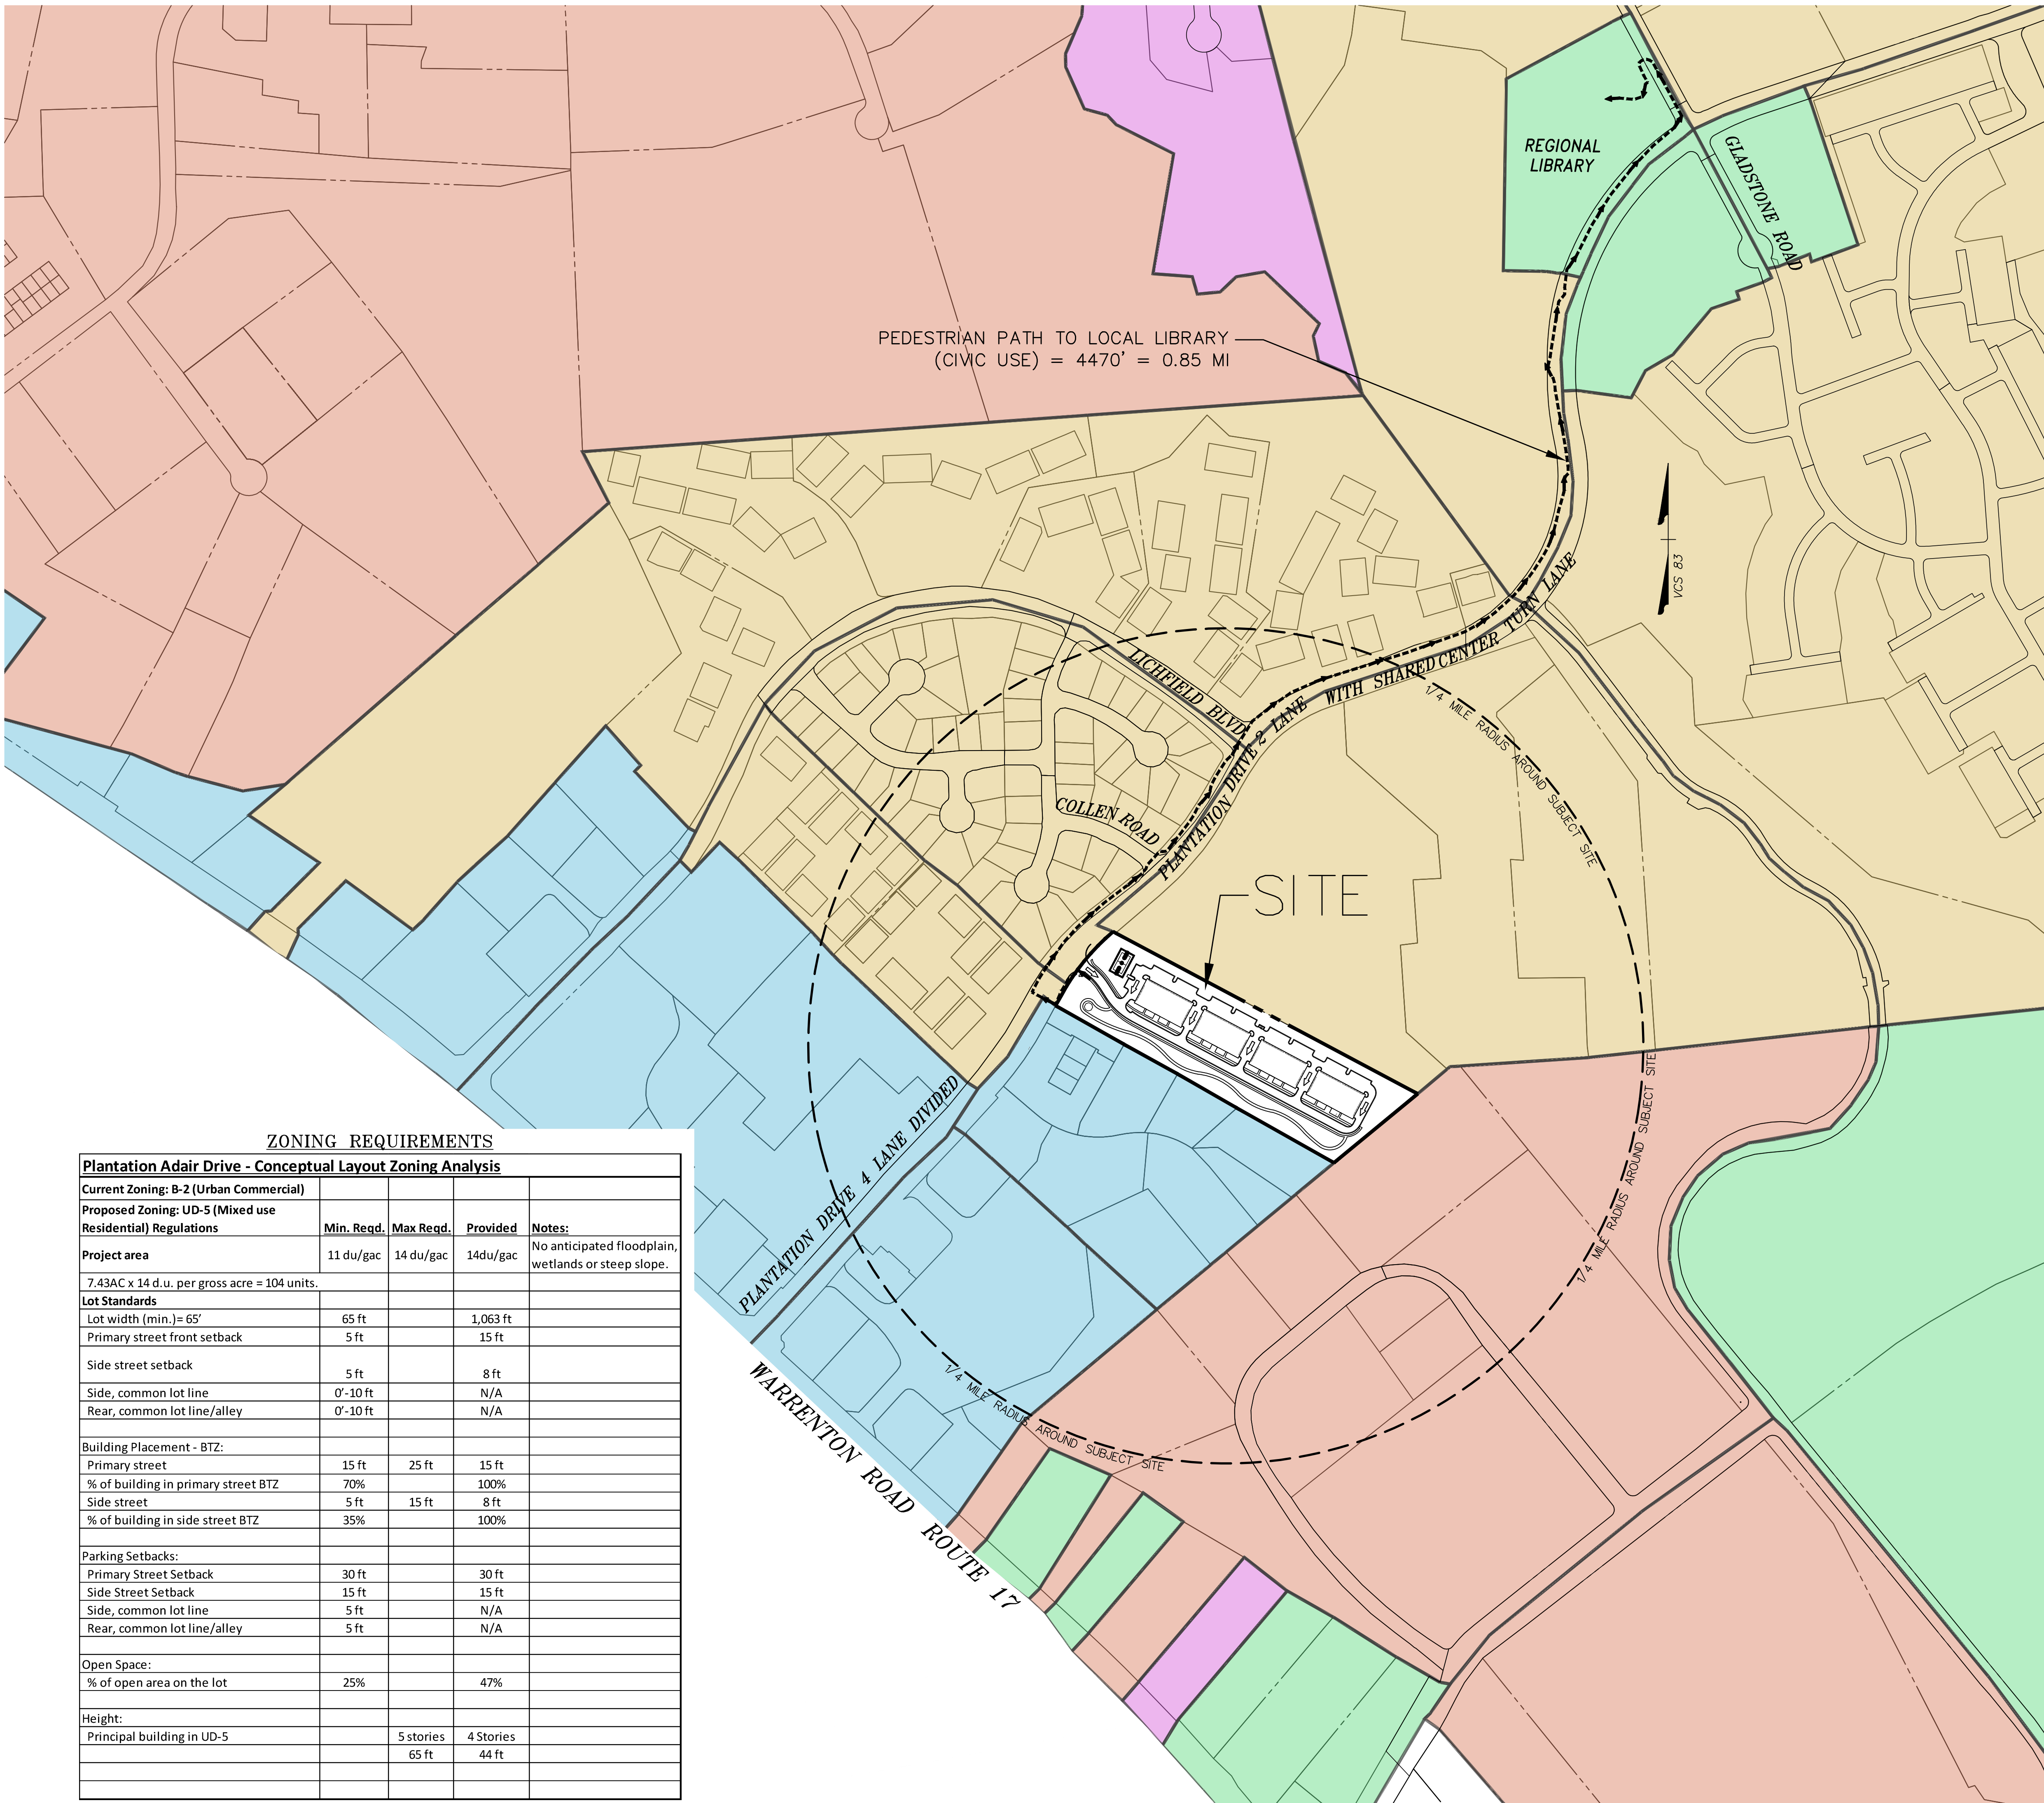 REGIONAL
LIBRARY
GLADSTONE ROAD
PEDESTRIAN PATH TO LOCAL LIBRARY
(CIVIC USE) = 4470' = 0.85 MI
VCS 83
LICHFIELD BLVD
PLANTATION DRIVE 2 LANE WITH SHARED CENTER TURN LANE
1/4 MILE RADIUS AROUND SUBJECT SITE
COLLEN ROAD
SITE
1/4 MILE RADIUS AROUND SUBJECT SITE
PLANTATION DRIVE 4 LANE DIVIDED
1/4 MILE RADIUS AROUND SUBJECT SITE
WARRENTON ROAD ROUTE 17
ZONING REQUIREMENTS
Plantation Adair Drive - Conceptual Layout Zoning Analysis
Current Zoning: B-2 (Urban Commercial)
Proposed Zoning: UD-5 (Mixed use
Residential) Regulations Min. Reqd. Max Reqd. Provided Notes:
Project area 11 du/gac 14 du/gac 14du/gac No anticipated floodplain,
wetlands or steep slope.
7.43AC x 14 d.u. per gross acre = 104 units.
Lot Standards
Lot width (min.)= 65' 65 ft 1,063 ft
Primary street front setback 5 ft 15 ft
Side street setback 5 ft 8 ft
Side, common lot line 0'-10 ft N/A
Rear, common lot line/alley 0'-10 ft N/A
Building Placement - BTZ:
Primary street 15 ft 25 ft 15 ft
% of building in primary street BTZ 70% 100%
Side street 5 ft 15 ft 8 ft
% of building in side street BTZ 35% 100%
Parking Setbacks:
Primary Street Setback 30 ft 30 ft
Side Street Setback 15 ft 15 ft
Side, common lot line 5 ft N/A
Rear, common lot line/alley 5 ft N/A
Open Space:
% of open area on the lot 25% 47%
Height:
Principal building in UD-5 5 stories 4 Stories
65 ft 44 ft